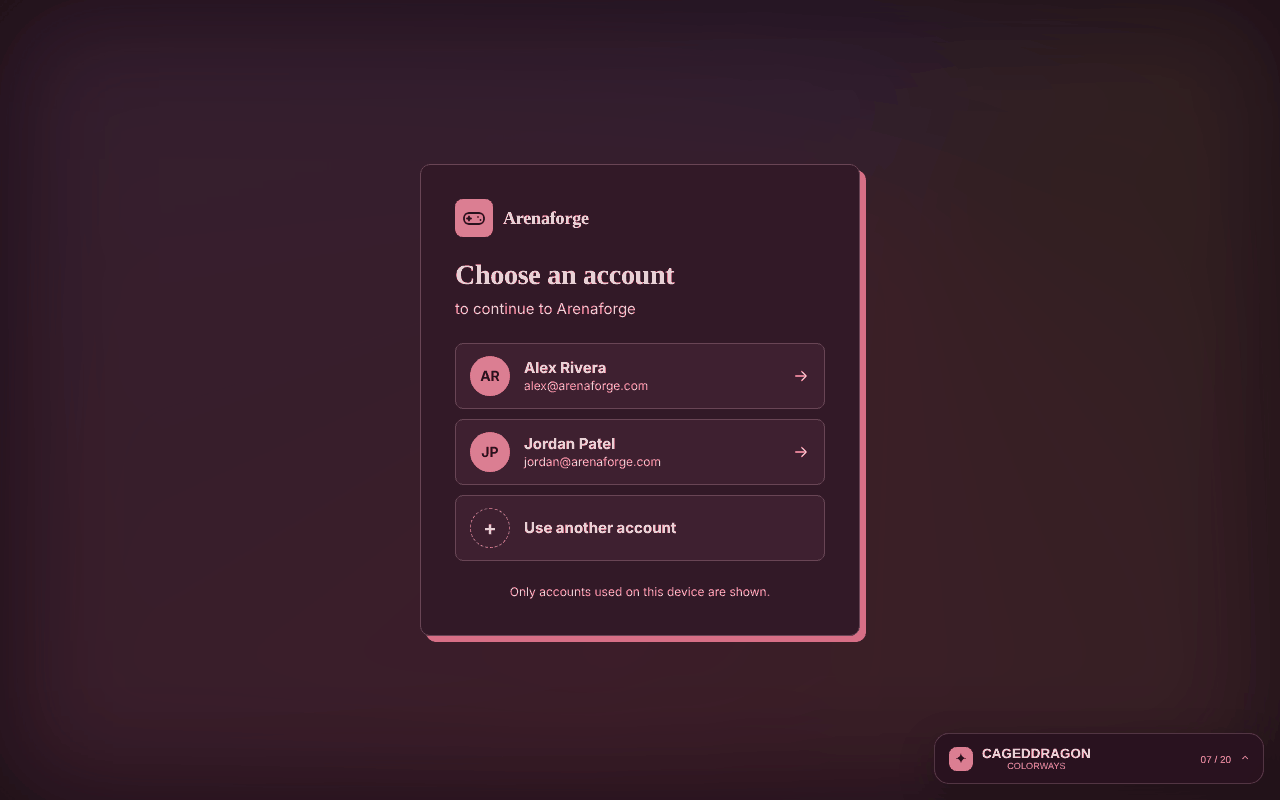 Arenaforge
Choose an account
to continue to Arenaforge
AR
Alex Rivera
alex@arenaforge.com
JP
Jordan Patel
jordan@arenaforge.com
+
Use another account
Only accounts used on this device are shown.
CAGEDDRAGON
COLORWAYS
07 / 20